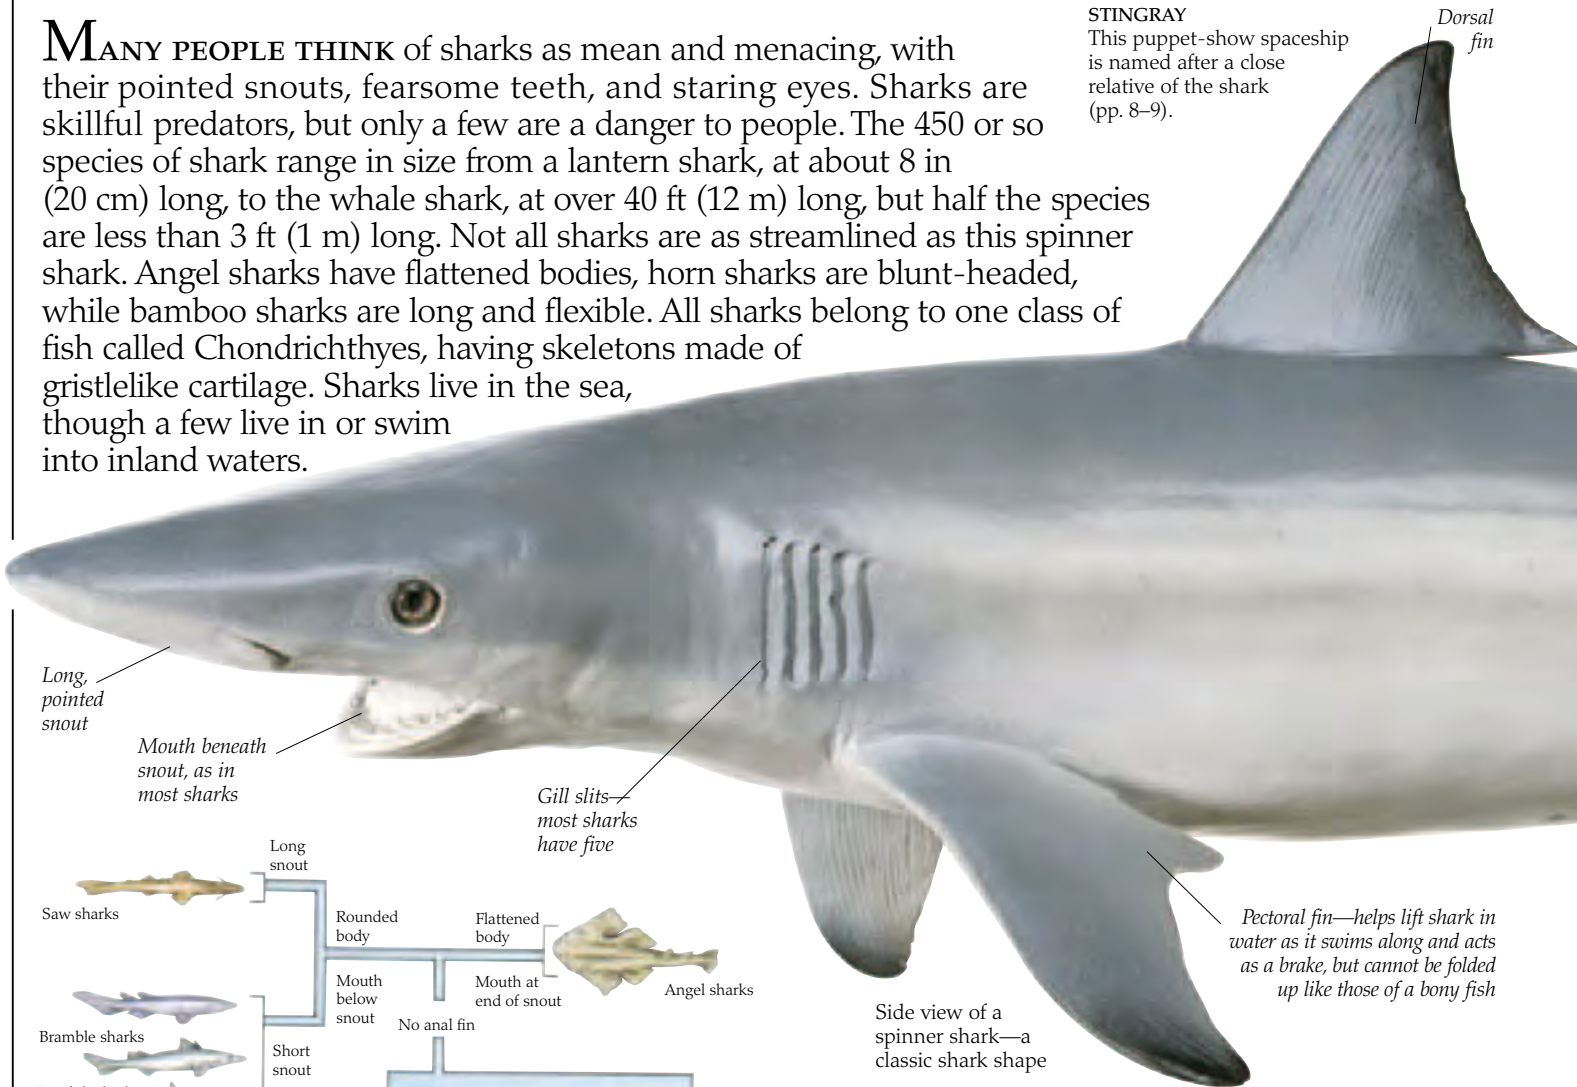 MANY PEOPLE THINK of sharks as mean and menacing, with
their pointed snouts, fearsome teeth, and staring eyes. Sharks are
skillful predators, but only a few are a danger to people. The 450 or so
species of shark range in size from a lantern shark, at about 8 in
(20 cm) long, to the whale shark, at over 40 ft (12 m) long, but half the species
are less than 3 ft (1 m) long. Not all sharks are as streamlined as this spinner
shark. Angel sharks have flattened bodies, horn sharks are blunt-headed,
while bamboo sharks are long and flexible. All sharks belong to one class of
fish called Chondrichthyes, having skeletons made of
gristlelike cartilage. Sharks live in the sea,
though a few live in or swim
into inland waters.
STINGRAY
This puppet-show spaceship
is named after a close
relative of the shark
(pp. 8–9).
Dorsal
fin
Long,
pointed
snout
Mouth beneath
snout, as in
most sharks
Gill slits—
most sharks
have five
Pectoral fin—helps lift shark in
water as it swims along and acts
as a brake, but cannot be folded
up like those of a bony fish
Side view of a
spinner shark—a
classic shark shape
Long
snout
Saw sharks
Rounded
body
Flattened
body
Mouth
below
snout
Mouth at
end of snout
Angel sharks
No anal fin
Bramble sharks
Short
snout